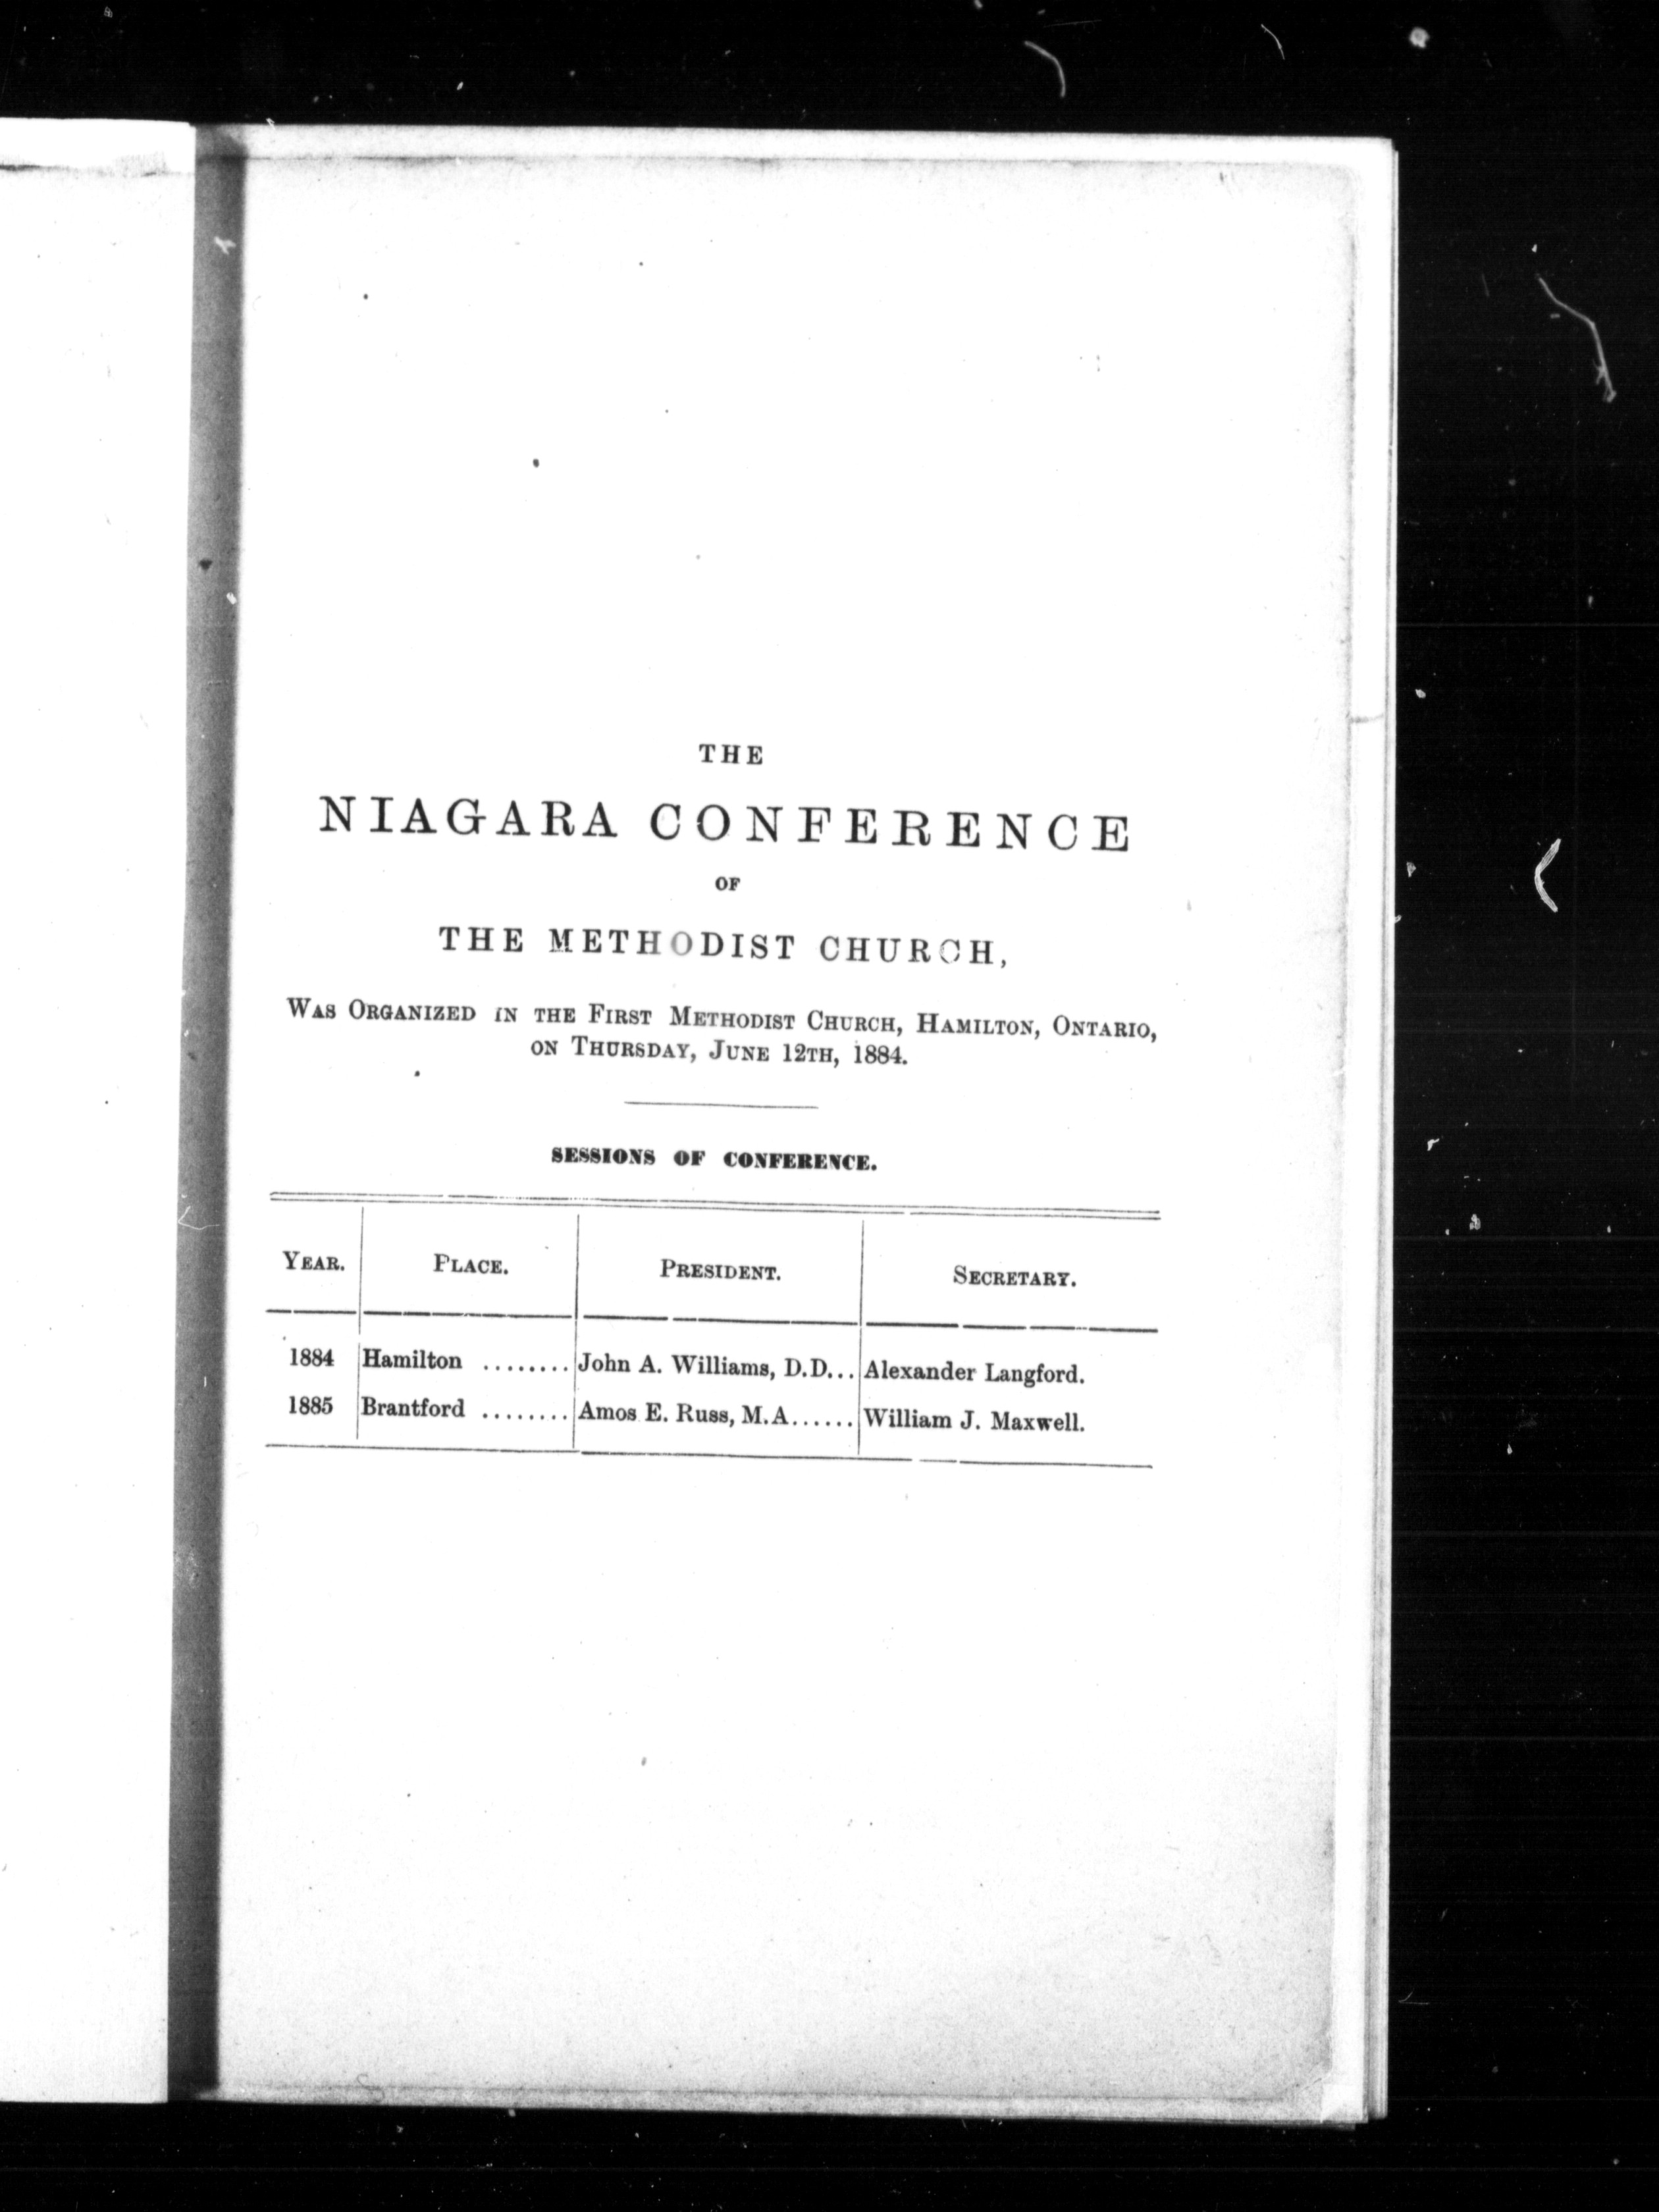 THE
NIAGARA CONFERENCE
OF
THE METHODIST CHURCH,
WAS ORGANIZED IN THE FIRST METHODIST CHURCH, HAMILTON, ONTARIO,
ON THURSDAY, JUNE 12TH, 1884.
SESSIONS OF CONFERENCE.
YEAR. PLACE. PRESIDENT. SECRETARY.
1884 Hamilton ........ John A. Williams, D.D... Alexander Langford.
1885 Brantford ........ Amos E. Russ, M.A...... William J. Maxwell.